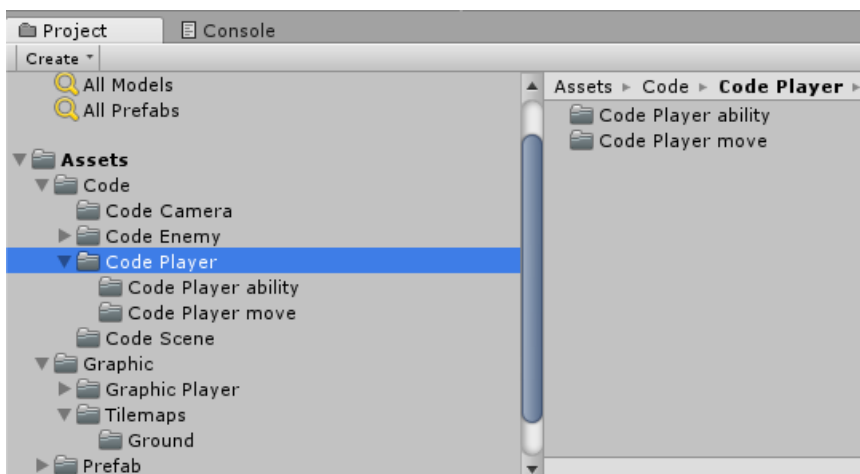 Project
Console
Create
All Models
All Prefabs
Assets
Code
Code Camera
Code Enemy
Code Player
Code Player ability
Code Player move
Code Scene
Graphic
Graphic Player
Tilemaps
Ground
Prefab
Assets Code Code Player
Code Player ability
Code Player move